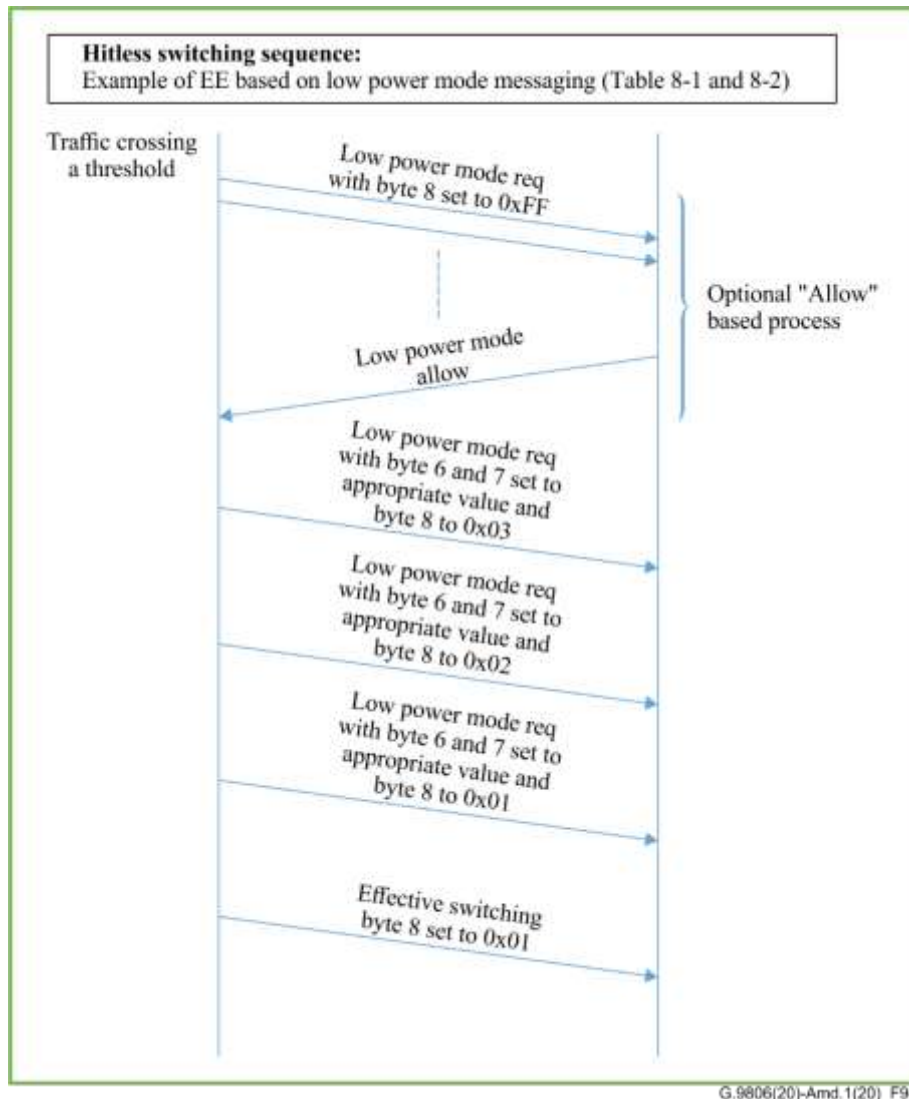 Hitless switching sequence:
Example of EE based on low power mode messaging (Table 8-1 and 8-2)
Traffic crossing
a threshold
Low power mode req
with byte 8 set to 0xFF
Optional "Allow"
based process
Low power mode
allow
Low power mode req
with byte 6 and 7 set to
appropriate value and
byte 8 to 0x03
Low power mode req
with byte 6 and 7 set to
appropriate value and
byte 8 to 0x02
Low power mode req
with byte 6 and 7 set to
appropriate value and
byte 8 to 0x01
Effective switching
byte 8 set to 0x01
G.9806(20)-Amd.1(20)_F9